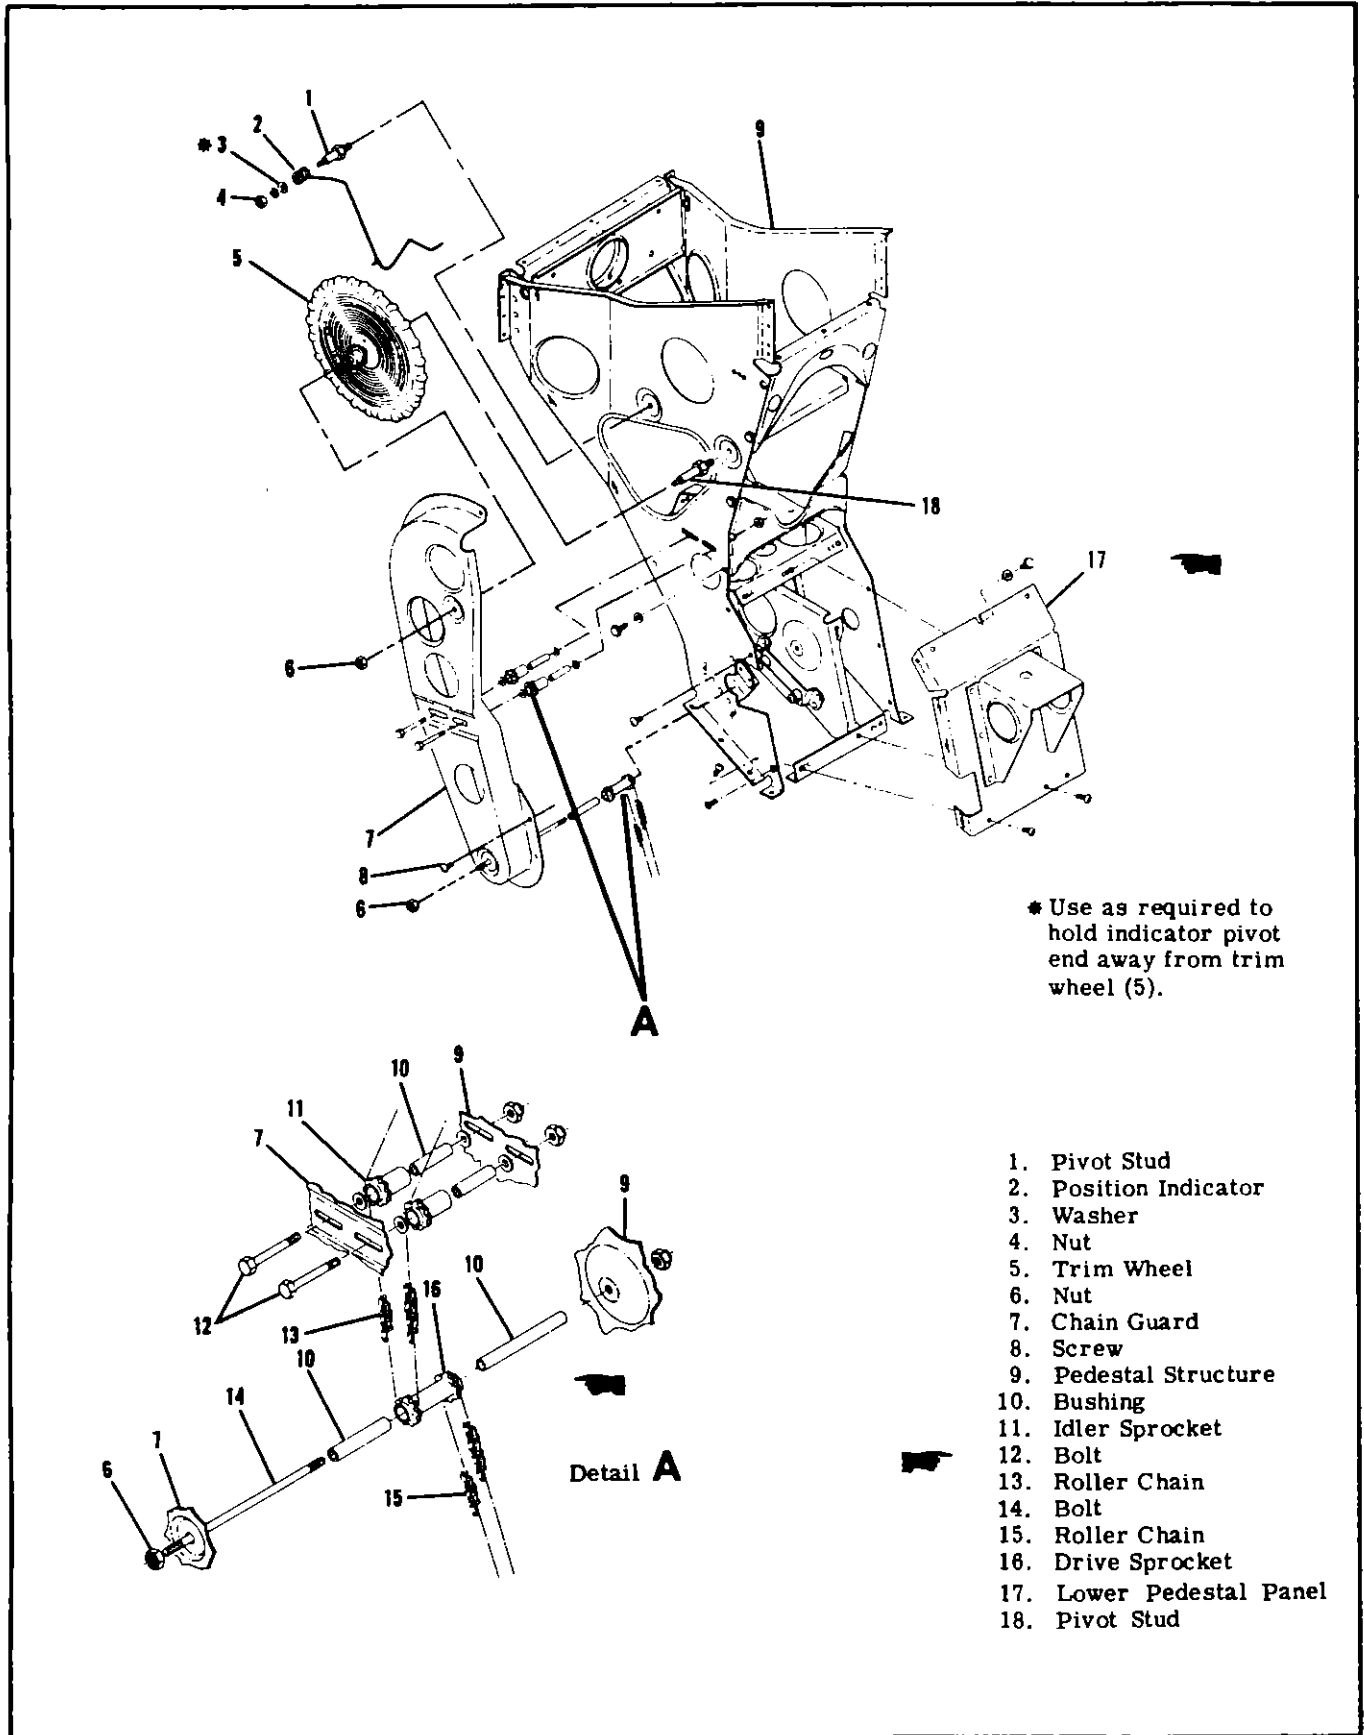 1
2
* 3
4
5
9
18
17
6
7
8
6
A
* Use as required to
hold indicator pivot
end away from trim
wheel (5).
10
9
11
7
9
10
16
12
13
10
14
7
6
15
Detail A
1. Pivot Stud
2. Position Indicator
3. Washer
4. Nut
5. Trim Wheel
6. Nut
7. Chain Guard
8. Screw
9. Pedestal Structure
10. Bushing
11. Idler Sprocket
12. Bolt
13. Roller Chain
14. Bolt
15. Roller Chain
16. Drive Sprocket
17. Lower Pedestal Panel
18. Pivot Stud